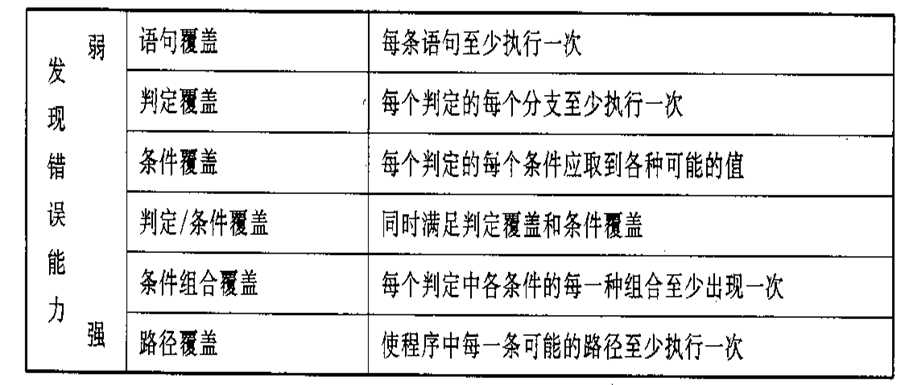 发现错误能力
弱
强
语句覆盖
每条语句至少执行一次
判定覆盖
每个判定的每个分支至少执行一次
条件覆盖
每个判定的每个条件应取到各种可能的值
判定/条件覆盖
同时满足判定覆盖和条件覆盖
条件组合覆盖
每个判定中各条件的每一种组合至少出现一次
路径覆盖
使程序中每一条可能的路径至少执行一次